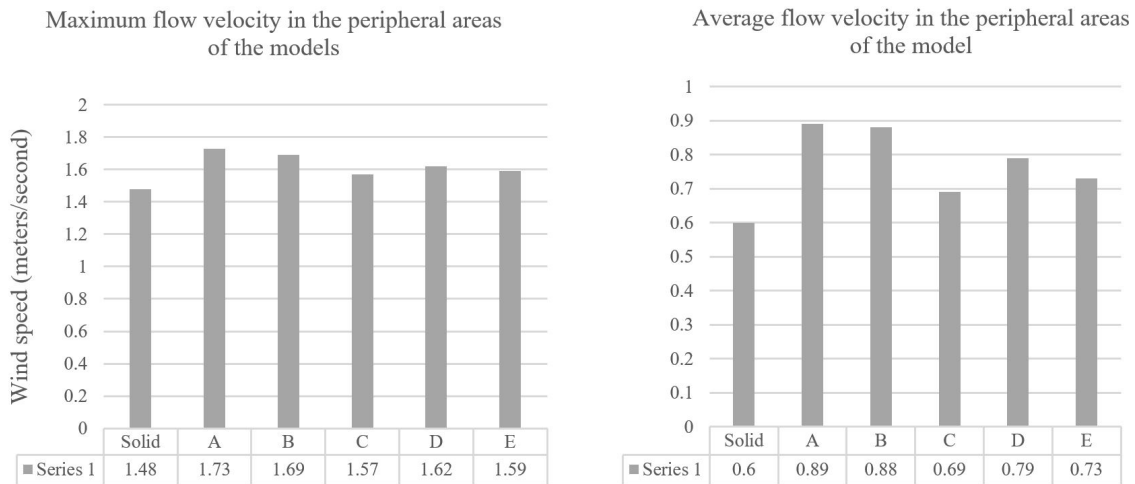 Maximum flow velocity in the peripheral areas
of the models
Wind speed (meters/second)
2
1.8
1.6
1.4
1.2
1
0.8
0.6
0.4
0.2
0
Solid A B C D E
Series 1 1.48 1.73 1.69 1.57 1.62 1.59
Average flow velocity in the peripheral areas
of the model
1
0.9
0.8
0.7
0.6
0.5
0.4
0.3
0.2
0.1
0
Solid A B C D E
Series 1 0.6 0.89 0.88 0.69 0.79 0.73